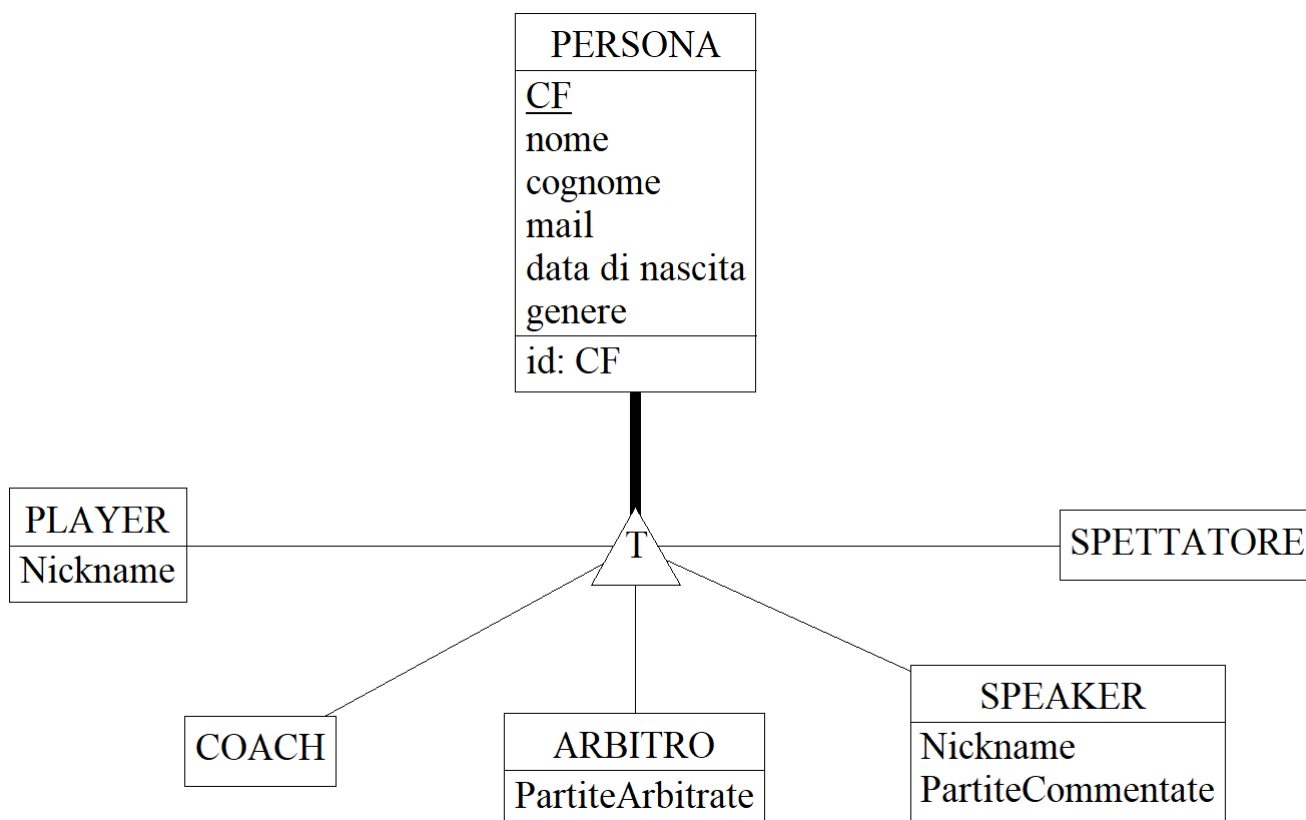 PERSONA
CF
nome
cognome
mail
data di nascita
genere
id: CF
PLAYER
Nickname
T
SPETTATORE
COACH
ARBITRO
PartiteArbitrate
SPEAKER
Nickname
PartiteCommentate